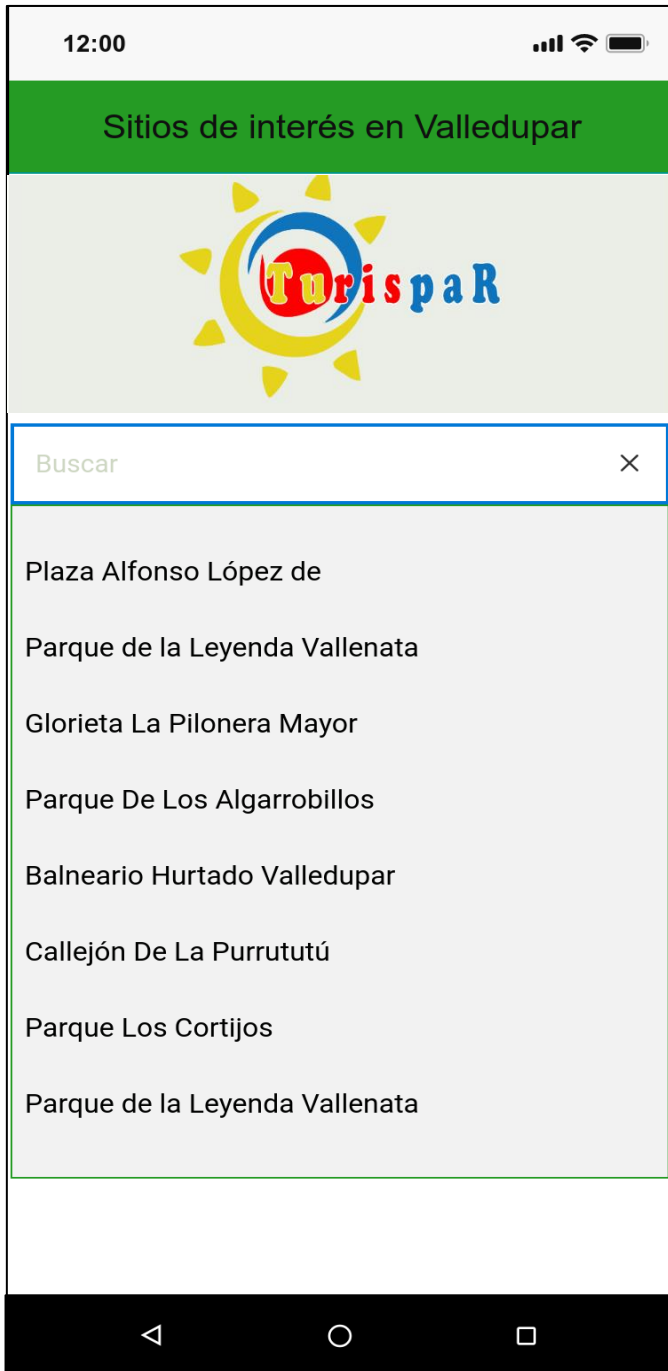 12:00
Sitios de interés en Valledupar
TurispaR
Buscar
Plaza Alfonso López de
Parque de la Leyenda Vallenata
Glorieta La Pilonera Mayor
Parque De Los Algarrobillos
Balneario Hurtado Valledupar
Callejón De La Purrututú
Parque Los Cortijos
Parque de la Leyenda Vallenata